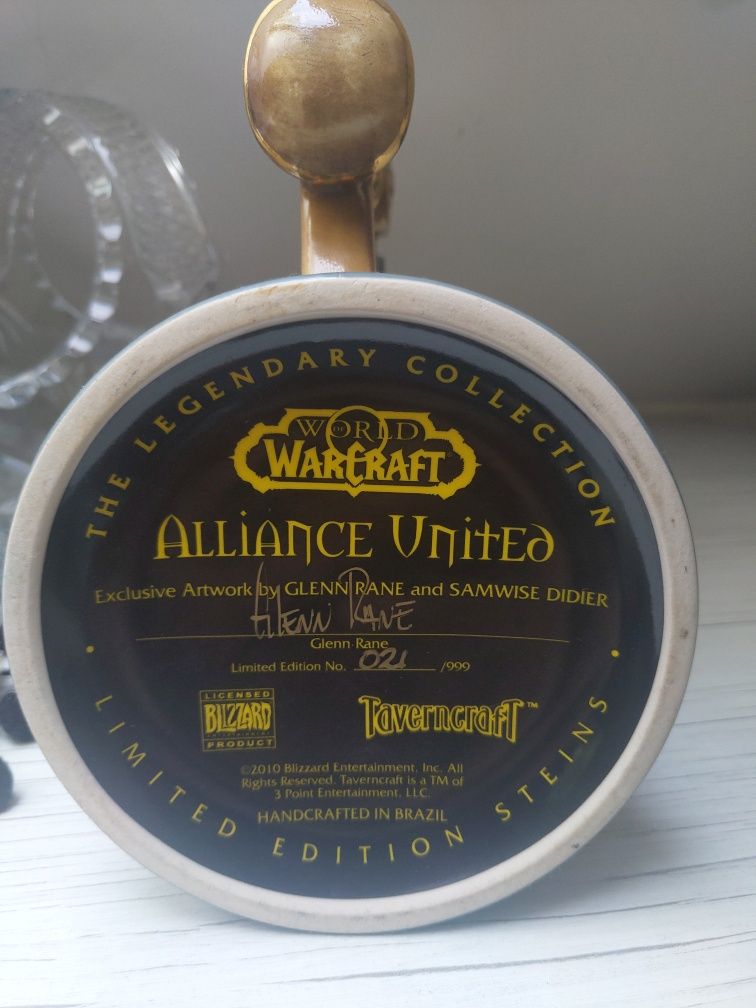 THE LEGENDARY COLLECTION
WORLD
OF
WARCRAFT
ALLIANCE UNITED
Exclusive Artwork by GLENN RANE and SAMWISE DIDIER
GLENN RANE
Glenn Rane
Limited Edition No. 021 /999
LICENSED
BLIZZARD
ENTERTAINMENT
PRODUCT
Taverncraft™
©2010 Blizzard Entertainment, Inc. All
Rights Reserved. Taverncraft is a TM of
3 Point Entertainment, LLC.
HANDCRAFTED IN BRAZIL
• LIMITED EDITION STEINS •